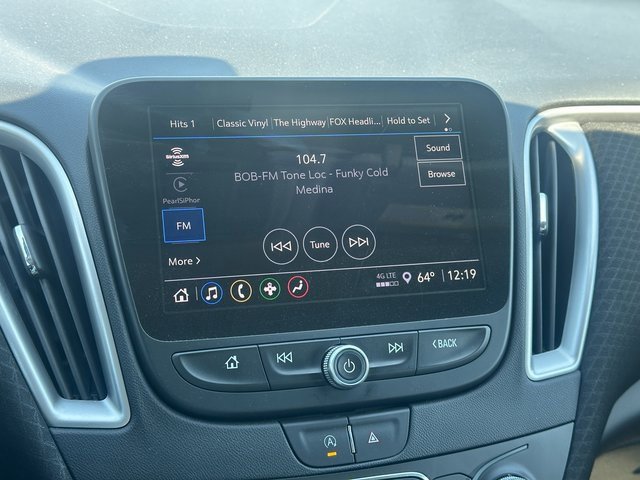 Hits 1 Classic Vinyl The Highway FOX Headli... Hold to Set
SiriusXM
104.7
Sound
BOB-FM Tone Loc - Funky Cold
Medina
Browse
PearlSiPhor
FM
Tune
More
4G LTE
64° 12:19
BACK
A